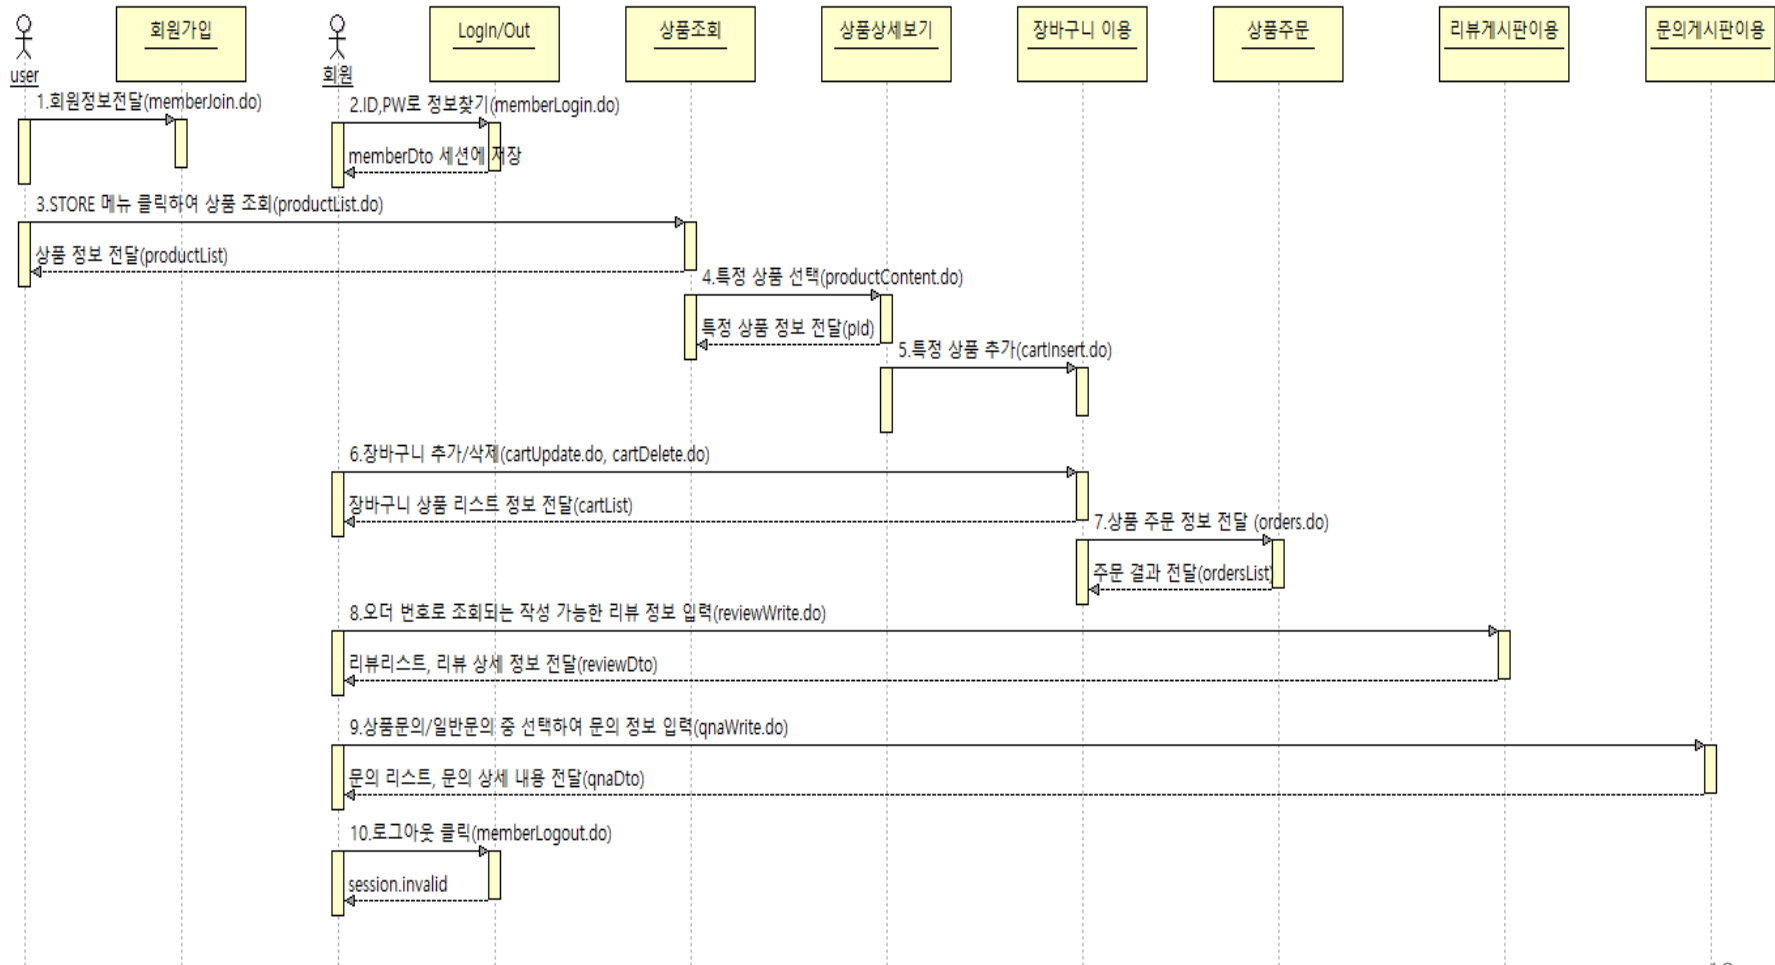 user
회원가입
회원
LogIn/Out
상품조회
상품상세보기
장바구니 이용
상품주문
리뷰게시판이용
문의게시판이용
1.회원정보전달(memberJoin.do)
2.ID,PW로 정보찾기(memberLogin.do)
memberDto 세션에 저장
3.STORE 메뉴 클릭하여 상품 조회(productList.do)
상품 정보 전달(productList)
4.특정 상품 선택(productContent.do)
특정 상품 정보 전달(pId)
5.특정 상품 추가(cartInsert.do)
6.장바구니 추가/삭제(cartUpdate.do, cartDelete.do)
장바구니 상품 리스트 정보 전달(cartList)
7.상품 주문 정보 전달 (orders.do)
주문 결과 전달(ordersList)
8.오더 번호로 조회되는 작성 가능한 리뷰 정보 입력(reviewWrite.do)
리뷰리스트, 리뷰 상세 정보 전달(reviewDto)
9.상품문의/일반문의 중 선택하여 문의 정보 입력(qnaWrite.do)
문의 리스트, 문의 상세 내용 전달(qnaDto)
10.로그아웃 클릭(memberLogout.do)
session.invalid